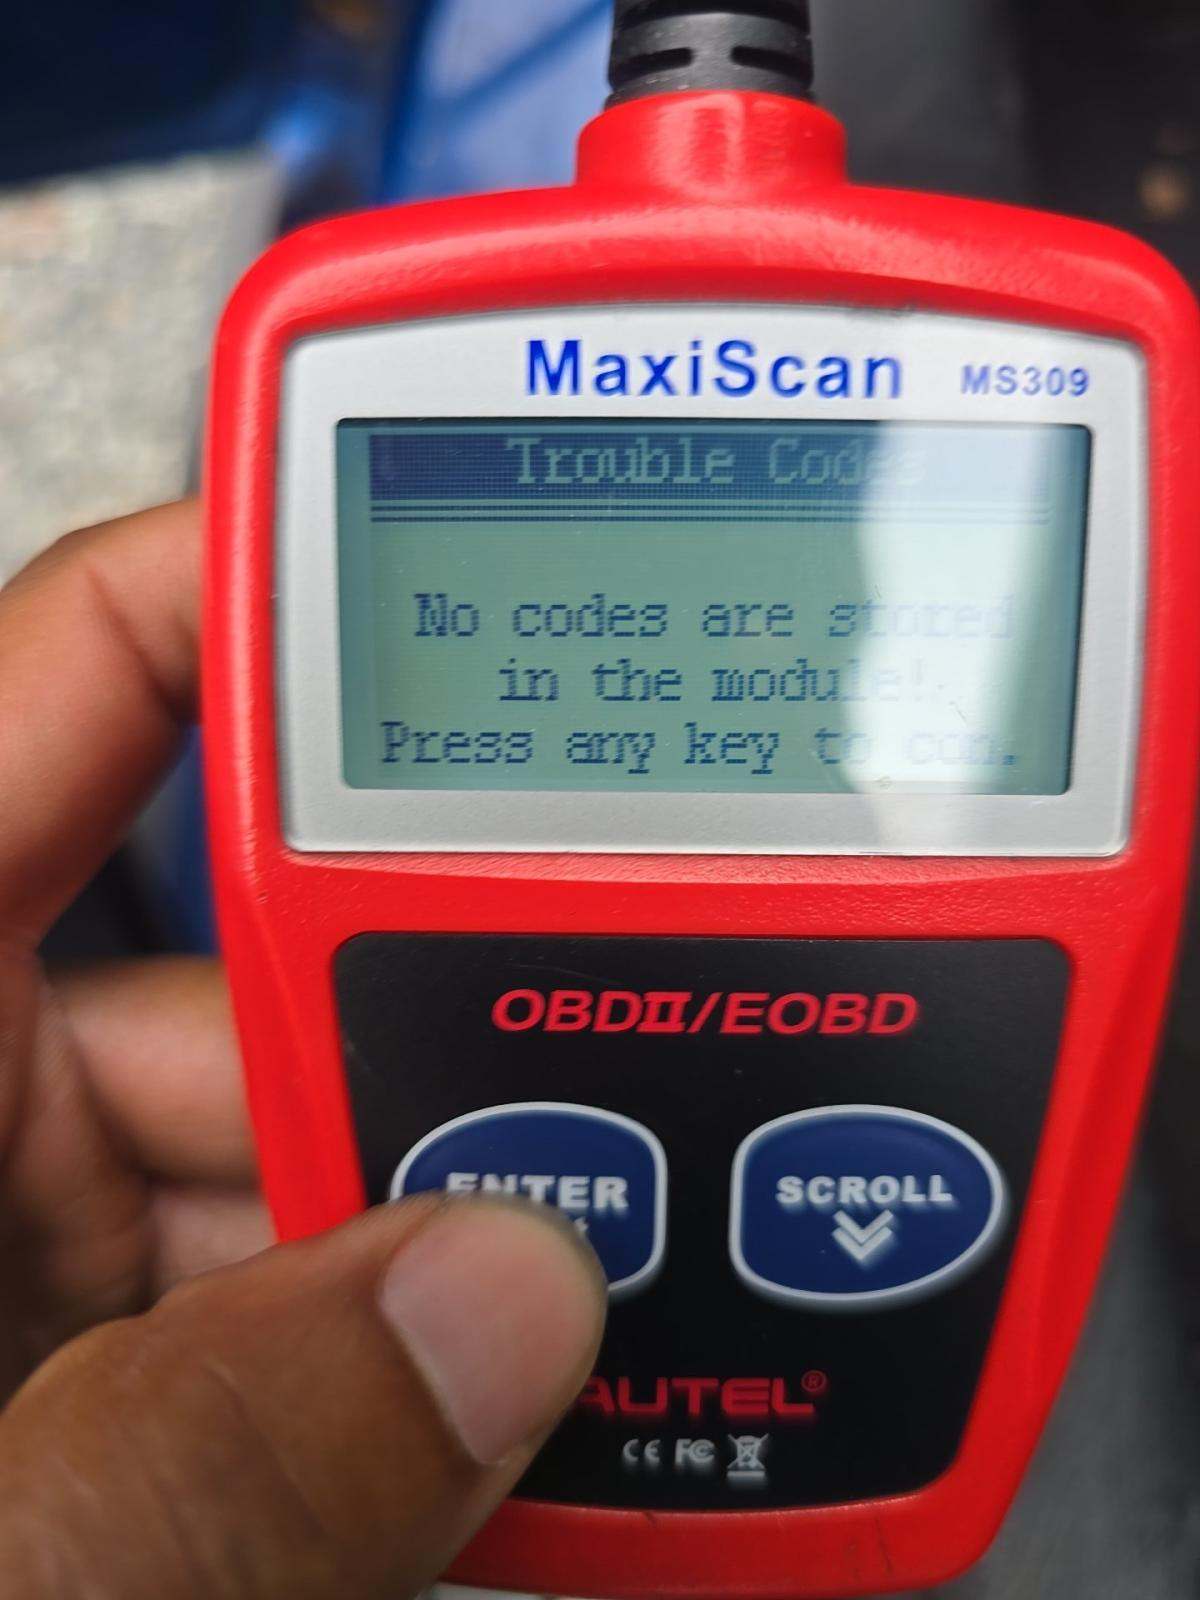 MaxiScan MS309
Trouble Codes
No codes are stored
in the module!
Press any key to con.
OBDII/EOBD
ENTER
SCROLL
AUTEL®
CE FC